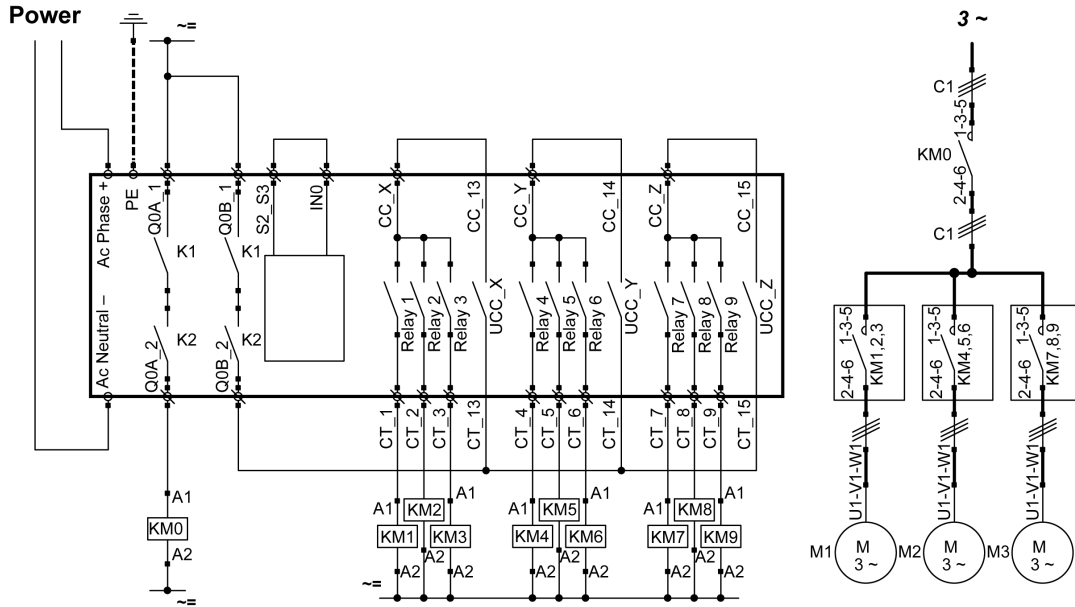 Power
~=
3 ~
C1
1-3-5
KM0
2-4-6
C1
Ac Phase +
Ac Neutral –
PE
Q0A_1
K1
K2
Q0A_2
Q0B_1
K1
K2
Q0B_2
S2_S3
IN0
CC_X
CC_13
Relay 1
Relay 2
Relay 3
UCC_X
CC_Y
CC_14
Relay 4
Relay 5
Relay 6
UCC_Y
CC_Z
CC_15
Relay 7
Relay 8
Relay 9
UCC_Z
CT_1
CT_2
CT_3
CT_13
CT_4
CT_5
CT_6
CT_14
CT_7
CT_8
CT_9
CT_15
A1
KM0
A2
~=
A1
KM1
KM2
A1
KM3
A2
A2
A2
A1
KM4
KM5
A1
KM6
A2
A2
A2
A1
KM7
KM8
A1
KM9
A2
A2
A2
~=
1-3-5
2-4-6
KM1,2,3
1-3-5
2-4-6
KM4,5,6
1-3-5
2-4-6
KM7,8,9
U1-V1-W1
U1-V1-W1
U1-V1-W1
M1
M
3 ~
M2
M
3 ~
M3
M
3 ~